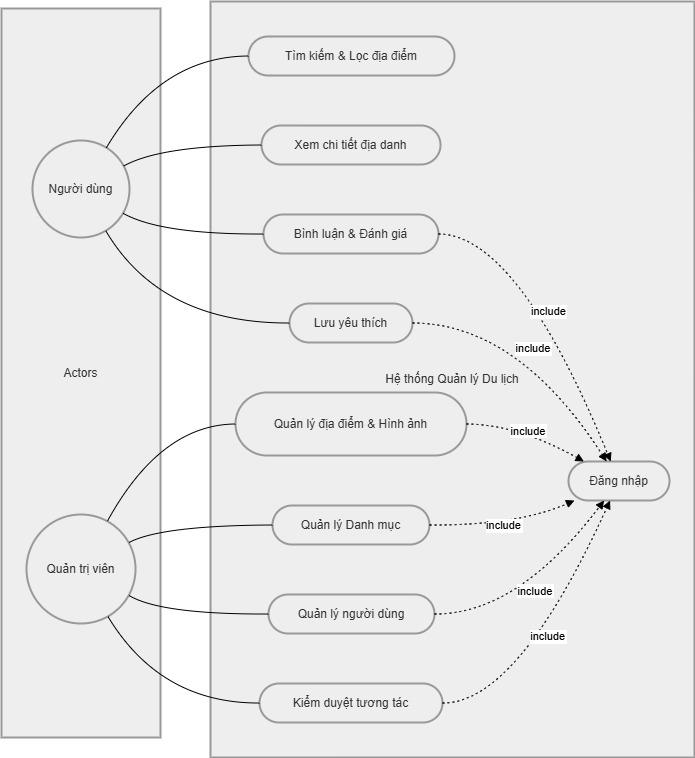 Tìm kiếm & Lọc địa điểm
Xem chi tiết địa danh
Người dùng
Bình luận & Đánh giá
include
Lưu yêu thích
include
Actors
Hệ thống Quản lý Du lịch
Quản lý địa điểm & Hình ảnh
include
Đăng nhập
Quản lý Danh mục
include
Quản trị viên
include
Quản lý người dùng
include
Kiểm duyệt tương tác